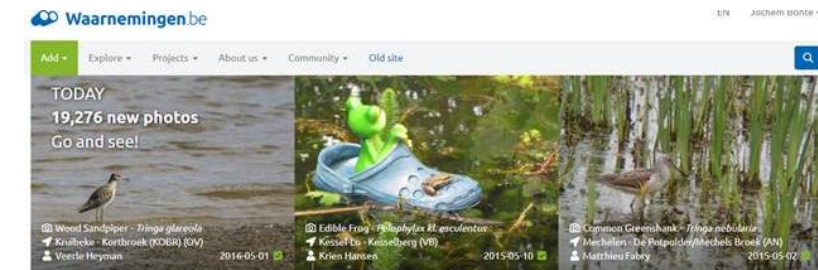 Waarnemingen.be
EN Jochem Bonte
Add Explore Projects About us Community Old site
TODAY
19,276 new photos
Go and see!
Wood Sandpiper - Tringa glareola
Kruibeke - Kortbroek (KOBR) (OV)
Veerle Heyman 2016-05-01
Edible Frog - Pelophylax kl. esculentus
Kessel-Lo - Kesselberg (VB)
Krien Hansen 2015-05-10
Common Greenshank - Tringa nebularia
Mechelen - De Potpolder/Mechels Broek (AN)
Matthieu Fabry 2015-05-02